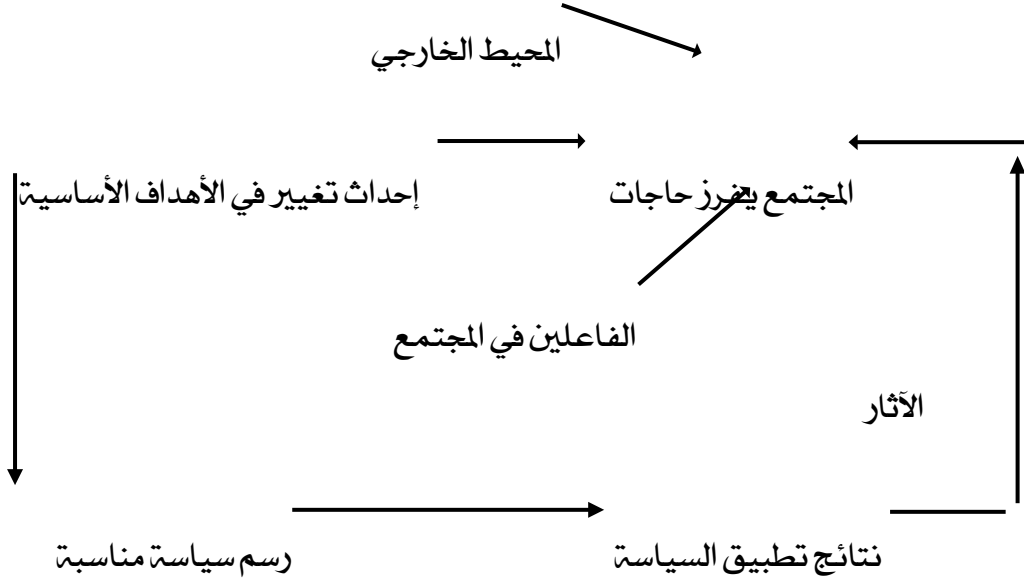 المحيط الخارجي
المجتمع يفرز حاجات
إحداث تغيير في الأهداف الأساسية
الفاعلين في المجتمع
الآثار
نتائج تطبيق السياسة
رسم سياسة مناسبة